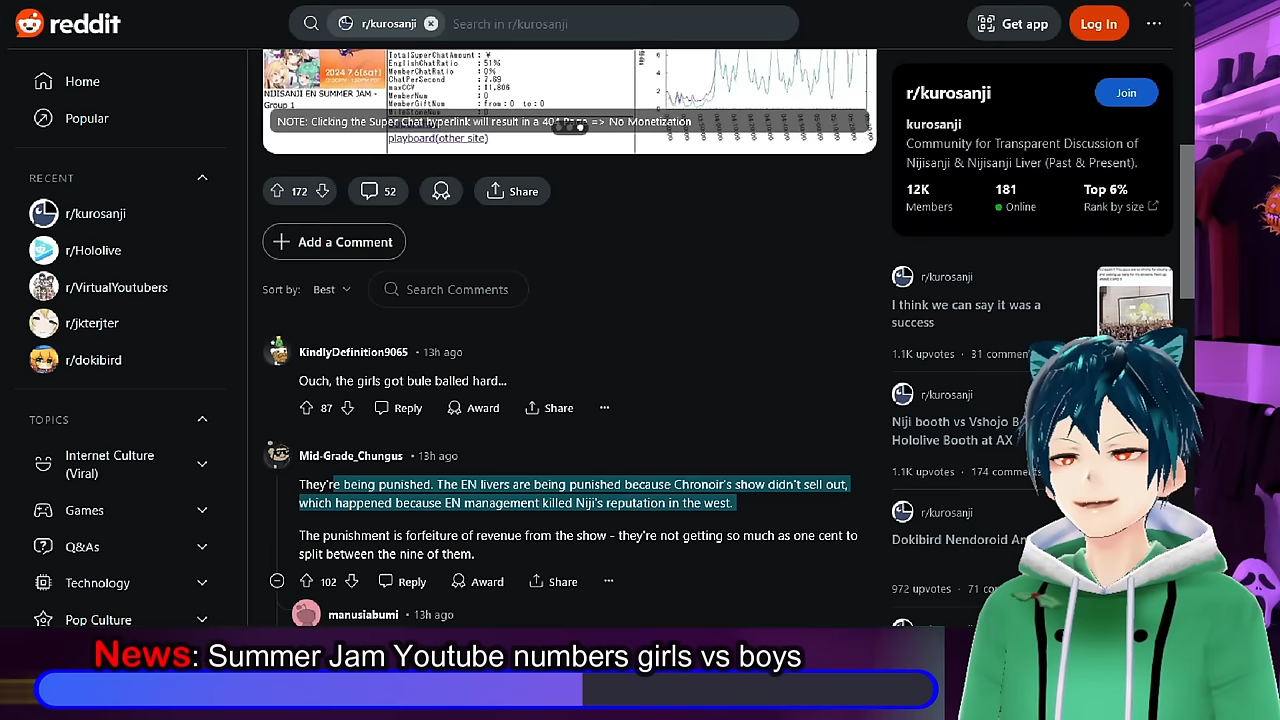 reddit
r/kurosanji
Search in r/kurosanji
Get app
Log In
Home
Popular
RECENT
r/kurosanji
r/Hololive
r/VirtualYoutubers
r/jkterjter
r/dokibird
TOPICS
Internet Culture
(Viral)
Games
Q&As
Technology
Pop Culture
2024 7.6[sat]
NIJISANJI EN SUMMER JAM -
Group 1
TotalSuperChatAmount : ¥
EnglishChatRatio : 51%
MemberChatRatio : 0%
ChatPerSecond : 7.69
maxCCV : 11,806
MemberNum : 0
MemberGiftNum : from:0 to:0
NOTE: Clicking the Super Chat hyperlink will result in a 404 Page => No Monetization
playboard(other site)
172
52
Share
Add a Comment
Sort by: Best
Search Comments
KindlyDefinition9065 • 13h ago
Ouch, the girls got bule balled hard...
87 Reply Award Share
Mid-Grade_Chungus • 13h ago
They're being punished. The EN livers are being punished because Chronoir's show didn't sell out,
which happened because EN management killed Niji's reputation in the west.
The punishment is forfeiture of revenue from the show - they're not getting so much as one cent to
split between the nine of them.
102 Reply Award Share
manusiabumi • 13h ago
r/kurosanji
Join
kurosanji
Community for Transparent Discussion of
Nijisanji & Nijisanji Liver (Past & Present).
12K 181 Top 6%
Members Online Rank by size
r/kurosanji
I think we can say it was a
success
1.1K upvotes · 31 commen
r/kurosanji
Niji booth vs Vshojo B
Hololive Booth at AX
1.1K upvotes · 174 comme
r/kurosanji
Dokibird Nendoroid An
972 upvotes · 71 co
News: Summer Jam Youtube numbers girls vs boys